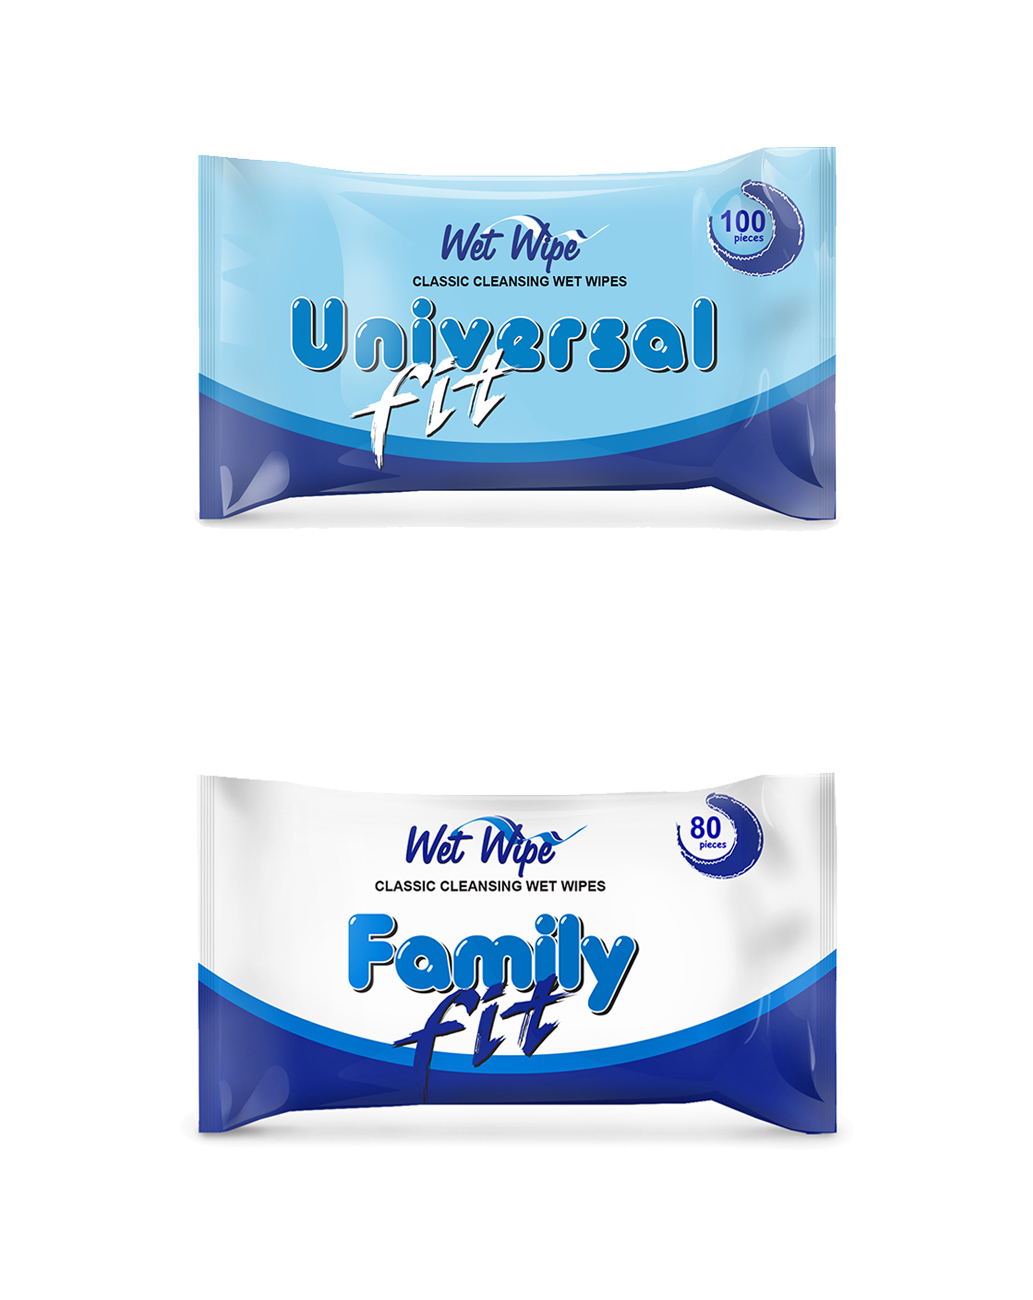 Wet Wipe
100
pieces
CLASSIC CLEANSING WET WIPES
Universal
fit
Wet Wipe
80
pieces
CLASSIC CLEANSING WET WIPES
Family
fit